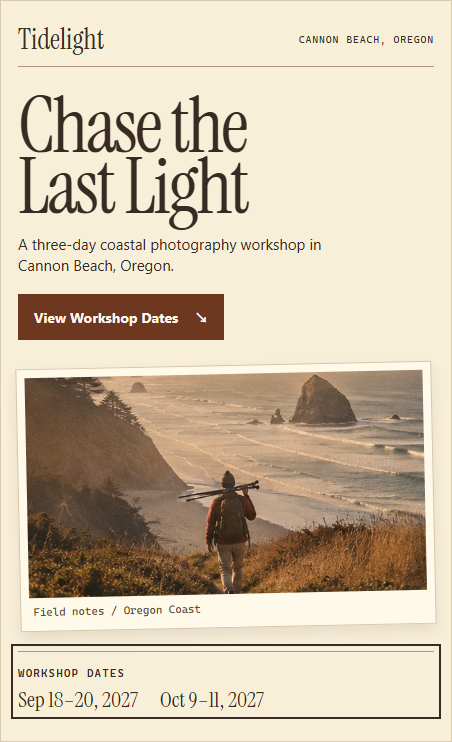 Tidelight
CANNON BEACH, OREGON
Chase the
Last Light
A three-day coastal photography workshop in
Cannon Beach, Oregon.
View Workshop Dates ↘
Field notes / Oregon Coast
WORKSHOP DATES
Sep 18–20, 2027 Oct 9–11, 2027